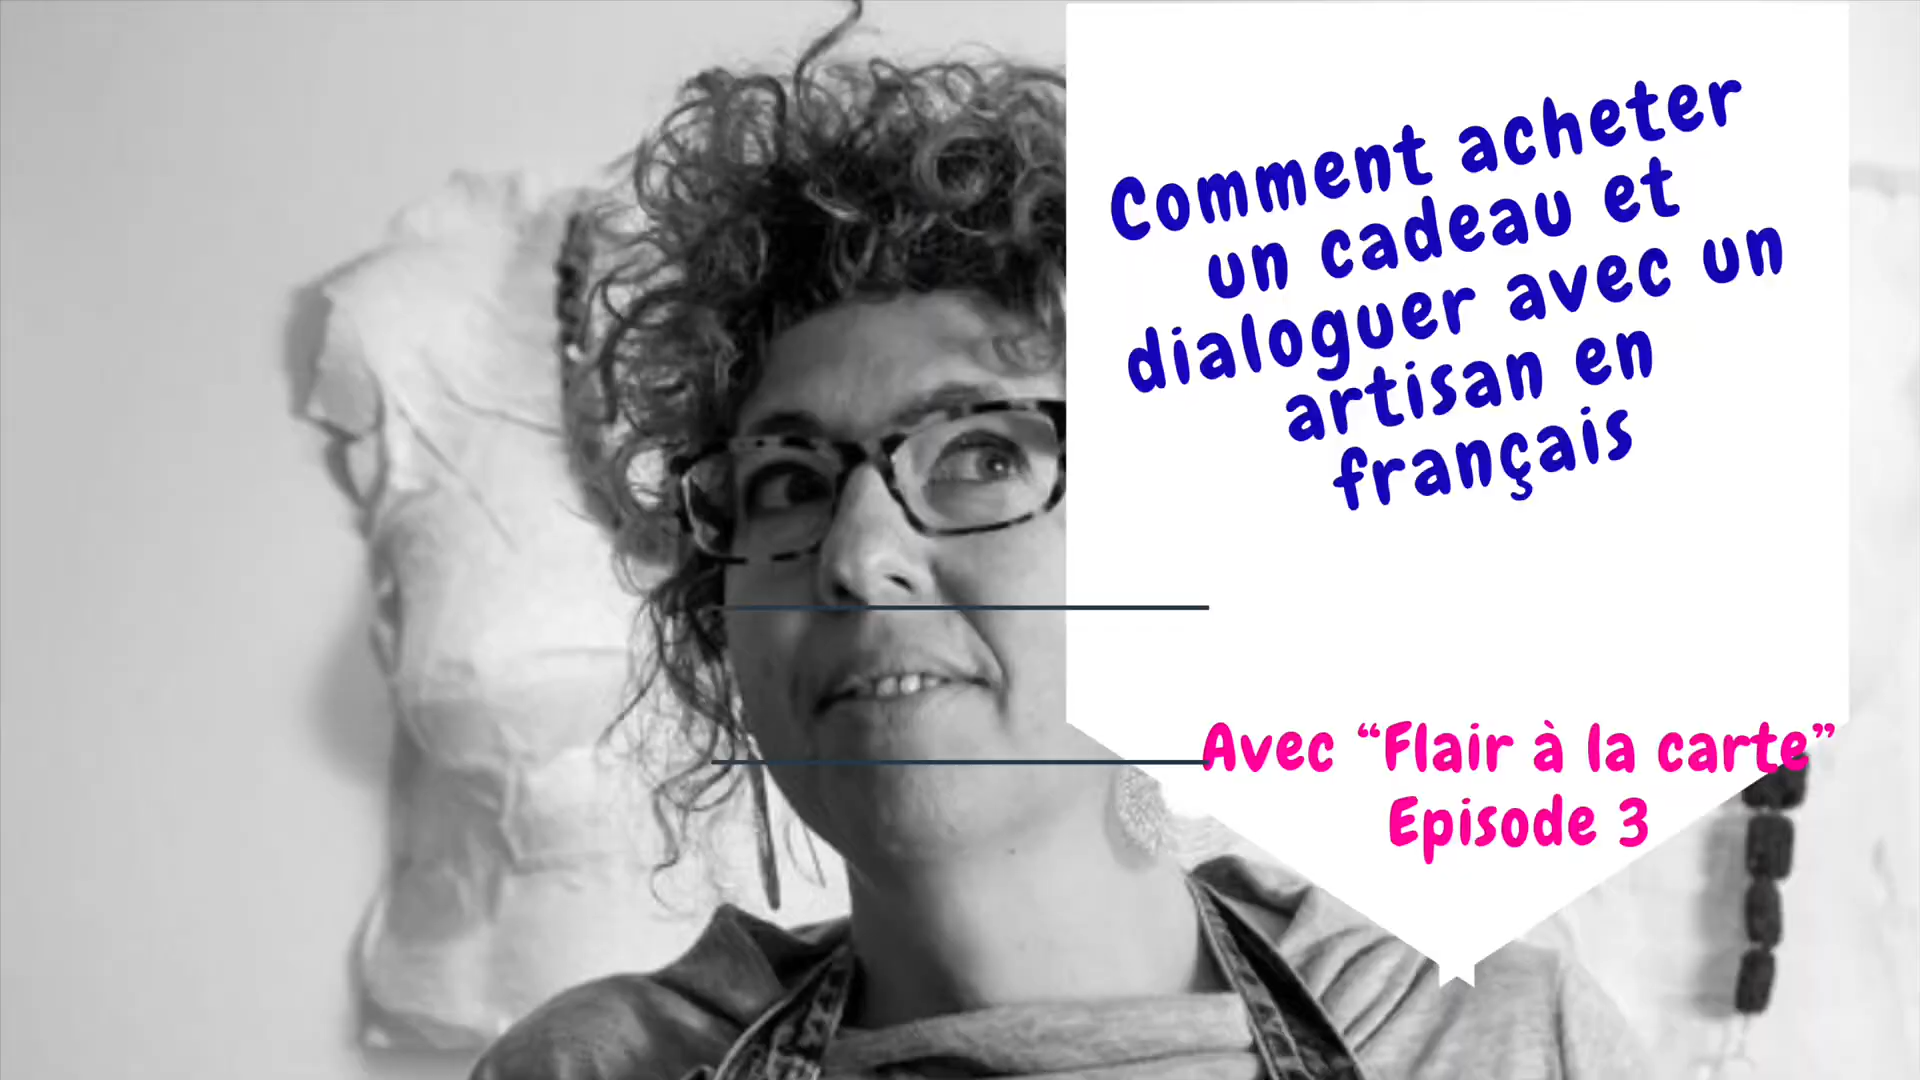 Comment acheter
un cadeau et
dialoguer avec un
artisan en
français
Avec “Flair à la carte”
Episode 3